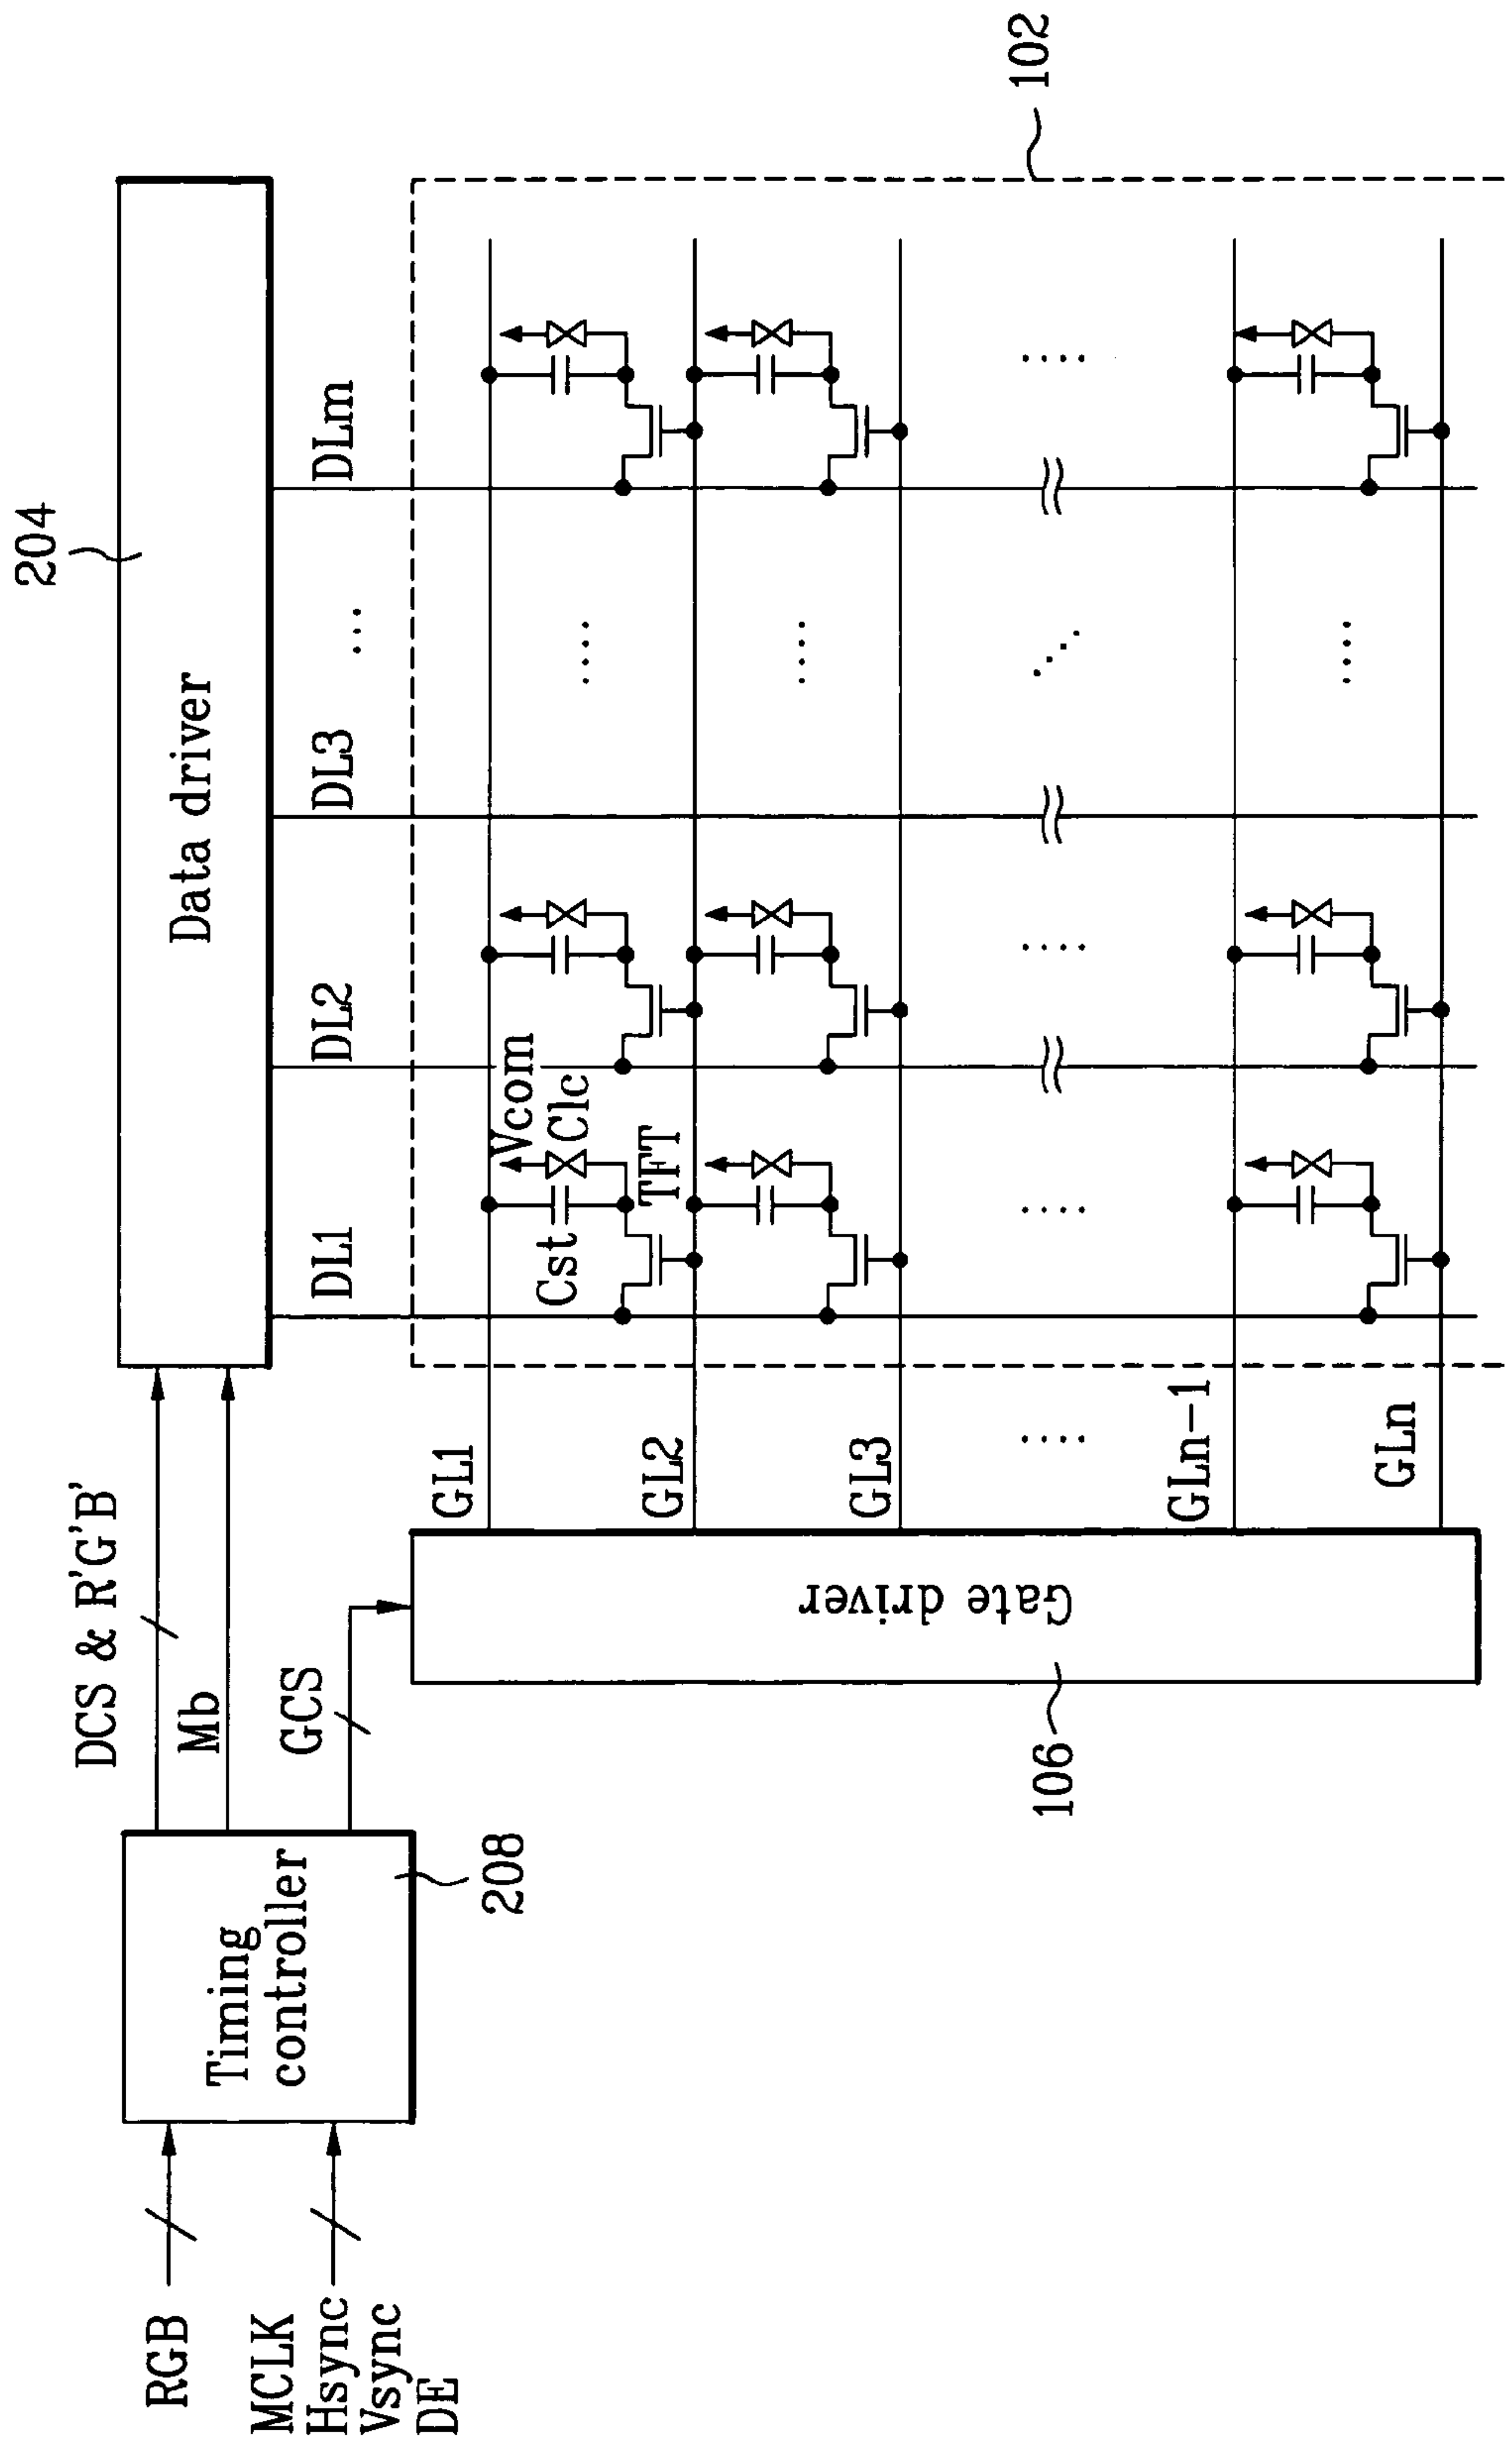 RGB
MCLK
Hsync
Vsync
DE
Timing
controller
208
DCS & R'G'B'
Mb
GCS
Data driver
204
Gate driver
106
DL1
DL2
DL3
....
DLm
GL1
GL2
GL3
....
GLn-1
GLn
Vcom
Clc
Cst
TFT
102